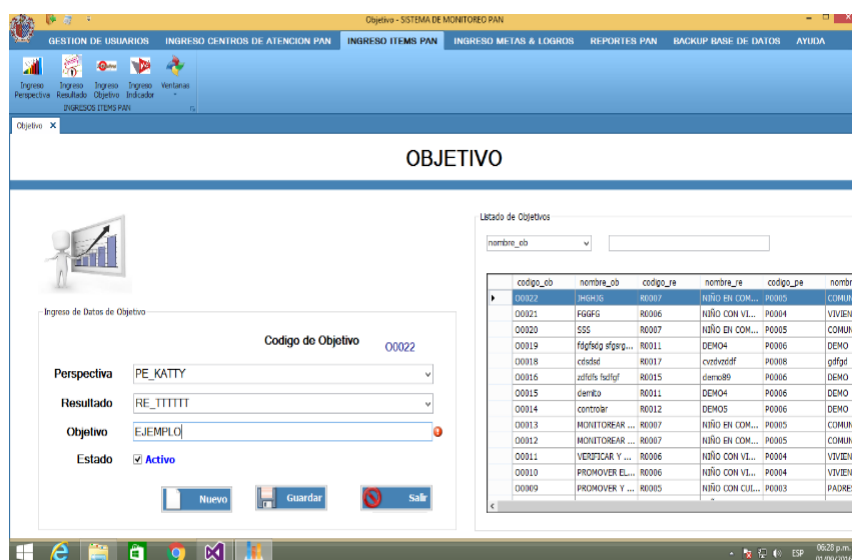 Objetivo - SISTEMA DE MONITOREO PAN
GESTION DE USUARIOS INGRESO CENTROS DE ATENCION PAN INGRESO ITEMS PAN INGRESO METAS & LOGROS REPORTES PAN BACKUP BASE DE DATOS AYUDA
Ingreso Perspectiva
Ingreso Resultado
Ingreso Objetivo
Ingreso Indicador
Ventanas
INGRESOS ITEMS PAN
Objetivo X
OBJETIVO
Listado de Objetivos
nombre_ob
codigo_ob nombre_ob codigo_re nombre_re codigo_pe nombr
O0022 JHGHJG R0007 NIÑO EN COM... P0005 COMUN
O0021 FGGFG R0006 NIÑO CON VI... P0004 VIVIEN
O0020 SSS R0007 NIÑO EN COM... P0005 COMUN
O0019 R0011 DEMO4 P0006 DEMO
O0018 cdsdsd R0017 cvzdvzddf P0008 gdfgd
O0016 zdfdfs fsdfgf R0015 demo89 P0006 DEMO
O0015 demito R0011 DEMO4 P0006 DEMO
O0014 controlar R0012 DEMO5 P0006 DEMO
O0013 MONITOREAR ... R0007 NIÑO EN COM... P0005 COMUN
O0012 MONITOREAR ... R0007 NIÑO EN COM... P0005 COMUN
O0011 VERIFICAR Y ... R0006 NIÑO CON VI... P0004 VIVIEN
O0010 PROMOVER EL... R0006 NIÑO CON VI... P0004 VIVIEN
O0009 PROMOVER Y ... R0005 NIÑO CON CUI... P0003 PADRES
Ingreso de Datos de Objetivo
Codigo de Objetivo O0022
Perspectiva PE_KATTY
Resultado RE_TTTTTT
Objetivo EJEMPLO
Estado Activo
Nuevo Guardar Salir
ESP 06:28 p.m.
01/09/2016